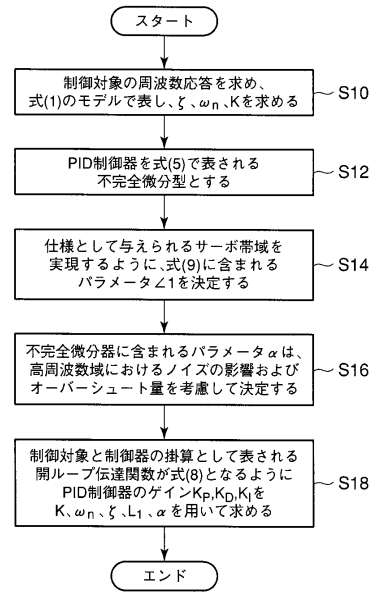 スタート
制御対象の周波数応答を求め、
式(1)のモデルで表し、ζ、ωn、Kを求める
S10
PID制御器を式(5)で表される
不完全微分型とする
S12
仕様として与えられるサーボ帯域を
実現するように、式(9)に含まれる
パラメータ∠1を決定する
S14
不完全微分器に含まれるパラメータαは、
高周波数域におけるノイズの影響および
オーバーシュート量を考慮して決定する
S16
制御対象と制御器の掛算として表される
開ループ伝達関数が式(8)となるように
PID制御器のゲインKP,KD,KIを
K、ωn、ζ、L1、αを用いて求める
S18
エンド